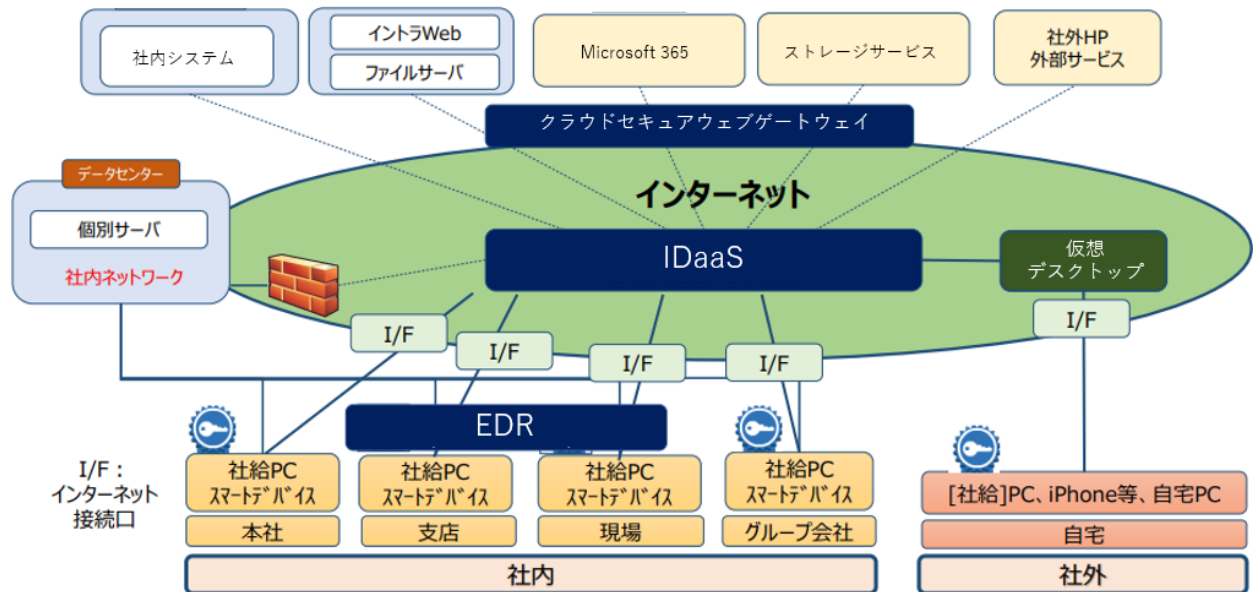 社内システム
イントラWeb
ファイルサーバ
Microsoft 365
ストレージサービス
社外HP
外部サービス
クラウドセキュアウェブゲートウェイ
データセンター
個別サーバ
社内ネットワーク
インターネット
IDaaS
仮想
デスクトップ
I/F
I/F
I/F
I/F
I/F
EDR
I/F：
インターネット
接続口
社給PC
スマートデバイス
本社
社給PC
スマートデバイス
支店
社給PC
スマートデバイス
現場
社給PC
スマートデバイス
グループ会社
[社給]PC、iPhone等、自宅PC
自宅
社内
社外